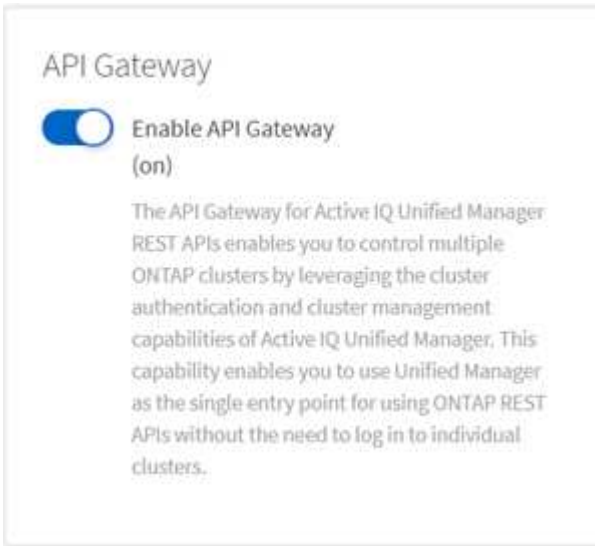 API Gateway
Enable API Gateway
(on)
The API Gateway for Active IQ Unified Manager
REST APIs enables you to control multiple
ONTAP clusters by leveraging the cluster
authentication and cluster management
capabilities of Active IQ Unified Manager. This
capability enables you to use Unified Manager
as the single entry point for using ONTAP REST
APIs without the need to log in to individual
clusters.